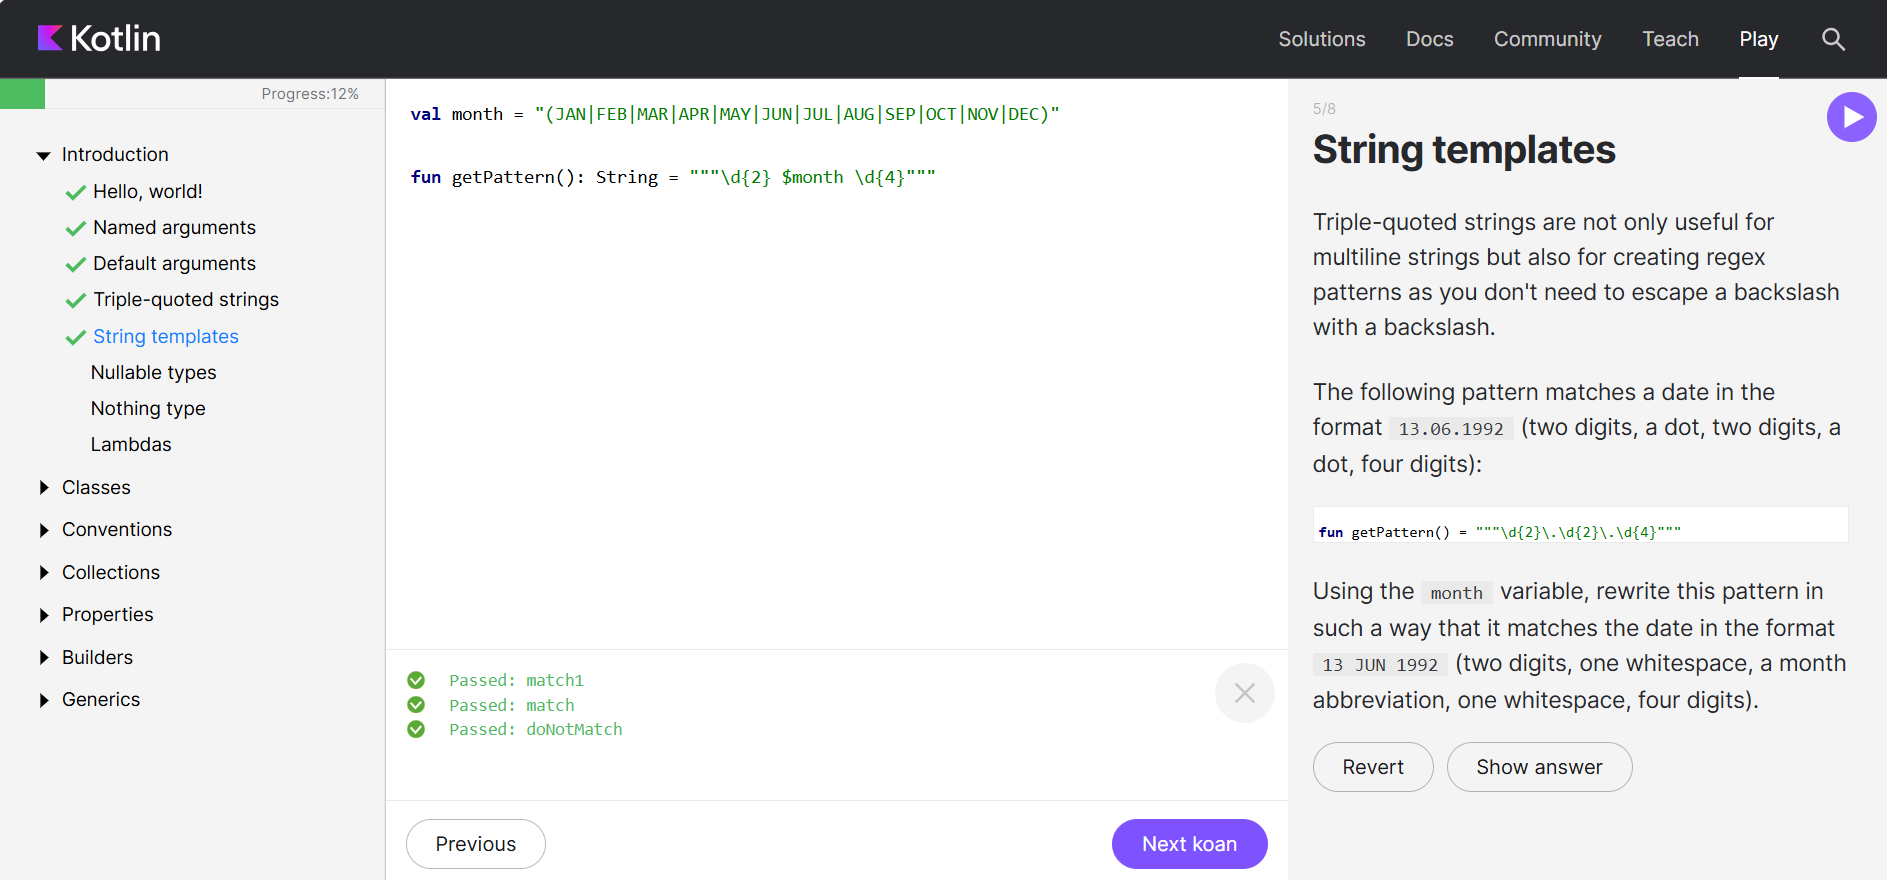 Kotlin
Solutions
Docs
Community
Teach
Play
Progress:12%
Introduction
Hello, world!
Named arguments
Default arguments
Triple-quoted strings
String templates
Nullable types
Nothing type
Lambdas
Classes
Conventions
Collections
Properties
Builders
Generics
val month = "(JAN|FEB|MAR|APR|MAY|JUN|JUL|AUG|SEP|OCT|NOV|DEC)"
fun getPattern(): String = """\d{2} $month \d{4}"""
Passed: match1
Passed: match
Passed: doNotMatch
Previous
Next koan
5/8
String templates
Triple-quoted strings are not only useful for
multiline strings but also for creating regex
patterns as you don't need to escape a backslash
with a backslash.
The following pattern matches a date in the
format 13.06.1992 (two digits, a dot, two digits, a
dot, four digits):
fun getPattern() = """\d{2}\.\d{2}\.\d{4}"""
Using the month variable, rewrite this pattern in
such a way that it matches the date in the format
13 JUN 1992 (two digits, one whitespace, a month
abbreviation, one whitespace, four digits).
Revert
Show answer